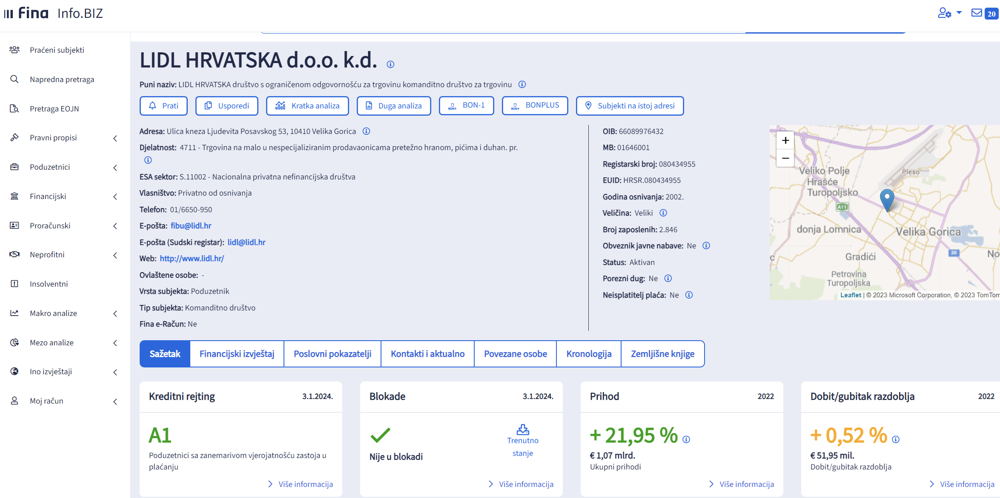 fina Info.BIZ
20
Praćeni subjekti
Napredna pretraga
Pretraga EOJN
Pravni propisi
Poduzetnici
Financijski
Proračunski
Neprofitni
Insolventni
Makro analize
Mezo analize
Ino izvještaji
Moj račun
LIDL HRVATSKA d.o.o. k.d.
Puni naziv: LIDL HRVATSKA društvo s ograničenom odgovornošću za trgovinu komanditno društvo za trgovinu
Prati
Usporedi
Kratka analiza
Duga analiza
BON1 BON-1
BON+ BONPLUS
Subjekti na istoj adresi
Adresa: Ulica kneza Ljudevita Posavskog 53, 10410 Velika Gorica
Djelatnost: 4711 - Trgovina na malo u nespecijaliziranim prodavaonicama pretežno hranom, pićima i duhan. pr.
ESA sektor: S.11002 - Nacionalna privatna nefinancijska društva
Vlasništvo: Privatno od osnivanja
Telefon: 01/6650-950
E-pošta: fibu@lidl.hr
E-pošta (Sudski registar): lidl@lidl.hr
Web: http://www.lidl.hr/
Ovlaštene osobe: -
Vrsta subjekta: Poduzetnik
Tip subjekta: Komanditno društvo
Fina e-Račun: Ne
OIB: 66089976432
MB: 01646001
Registarski broj: 080434955
EUID: HRSR.080434955
Godina osnivanja: 2002.
Veličina: Veliki
Broj zaposlenih: 2.846
Obveznik javne nabave: Ne
Status: Aktivan
Porezni dug: Ne
Neisplatitelj plaća: Ne
+
−
Veliko Polje
Hrašće
Turopoljsko
Pleso
A11
donja Lomnica
Velika Gorica
30
No
c
Gradići
Petrovina
Turopoljska
Leaflet | © 2023 Microsoft Corporation, © 2023 TomTom
Sažetak
Financijski izvještaj
Poslovni pokazatelji
Kontakti i aktualno
Povezane osobe
Kronologija
Zemljišne knjige
Kreditni rejting 3.1.2024.
A1
Poduzetnici sa zanemarivom vjerojatnošću zastoja u
plaćanju
Više informacija
Blokade 3.1.2024.
Nije u blokadi
Trenutno
stanje
Više informacija
Prihod 2022
+ 21,95 %
€ 1,07 mlrd.
Ukupni prihodi
Više informacija
Dobit/gubitak razdoblja 2022
+ 0,52 %
€ 51,95 mil.
Dobit/gubitak razdoblja
Više informacija